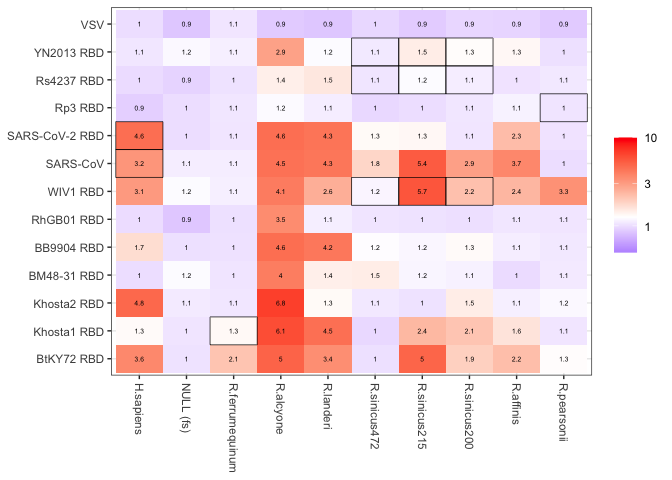 VSV 1 0.9 1.1 0.9 0.9 1 0.9 0.9 0.9 0.9
YN2013 RBD 1.1 1.2 1.1 2.9 1.2 1.1 1.5 1.3 1.3 1
Rs4237 RBD 1 0.9 1 1.4 1.5 1.1 1.2 1.1 1 1.1
Rp3 RBD 0.9 1 1.1 1.2 1.1 1 1 1.1 1.1 1
SARS-CoV-2 RBD 4.6 1 1.1 4.6 4.3 1.3 1.3 1.1 2.3 1
SARS-CoV 3.2 1.1 1.1 4.5 4.3 1.8 5.4 2.9 3.7 1
WIV1 RBD 3.1 1.2 1.1 4.1 2.6 1.2 5.7 2.2 2.4 3.3
RhGB01 RBD 1 0.9 1 3.5 1.1 1 1 1 1.1 1.1
BB9904 RBD 1.7 1 1 4.6 4.2 1.2 1.2 1.3 1.1 1.1
BM48-31 RBD 1 1.2 1 4 1.4 1.5 1.2 1.1 1 1.1
Khosta2 RBD 4.8 1.1 1.1 6.8 1.3 1.1 1 1.5 1.1 1.2
Khosta1 RBD 1.3 1 1.3 6.1 4.5 1 2.4 2.1 1.6 1.1
BtKY72 RBD 3.6 1 2.1 5 3.4 1 5 1.9 2.2 1.3
H.sapiens
NULL (fs)
R.ferrumequinum
R.alcyone
R.landeri
R.sinicus472
R.sinicus215
R.sinicus200
R.affinis
R.pearsonii
10
3
1